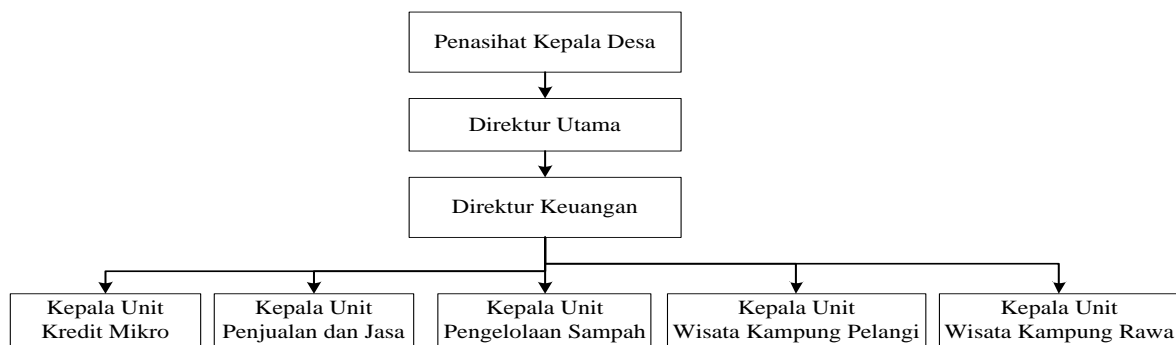 Penasihat Kepala Desa
Direktur Utama
Direktur Keuangan
Kepala Unit
Kredit Mikro
Kepala Unit
Penjualan dan Jasa
Kepala Unit
Pengelolaan Sampah
Kepala Unit
Wisata Kampung Pelangi
Kepala Unit
Wisata Kampung Rawa